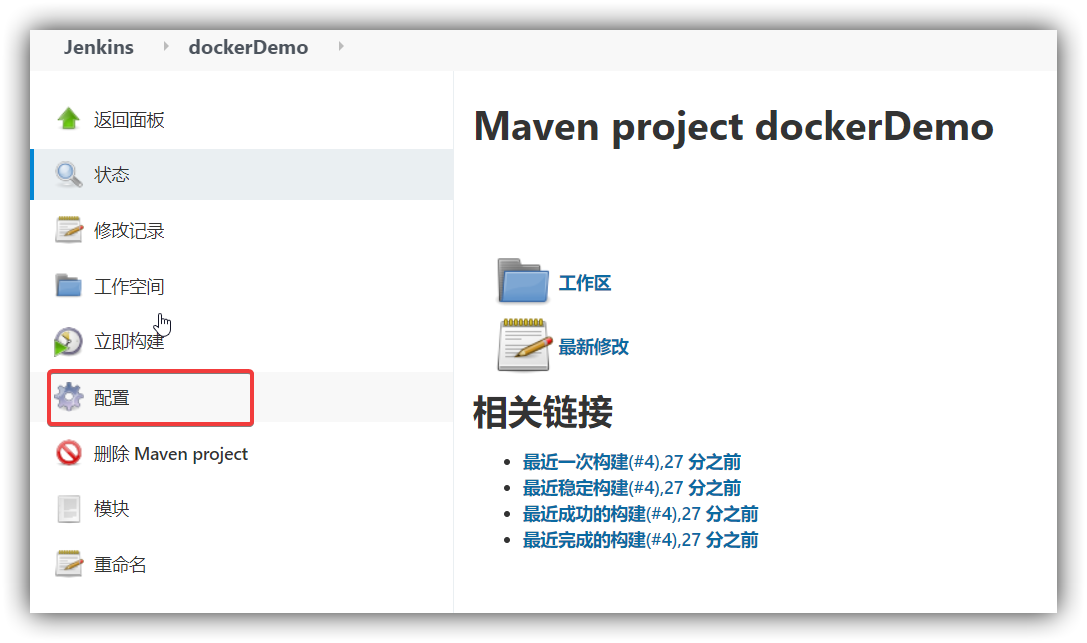 Jenkins dockerDemo
返回面板
状态
修改记录
工作空间
立即构建
配置
删除 Maven project
模块
重命名
Maven project dockerDemo
工作区
最新修改
相关链接
最近一次构建(#4),27 分之前
最近稳定构建(#4),27 分之前
最近成功的构建(#4),27 分之前
最近完成的构建(#4),27 分之前